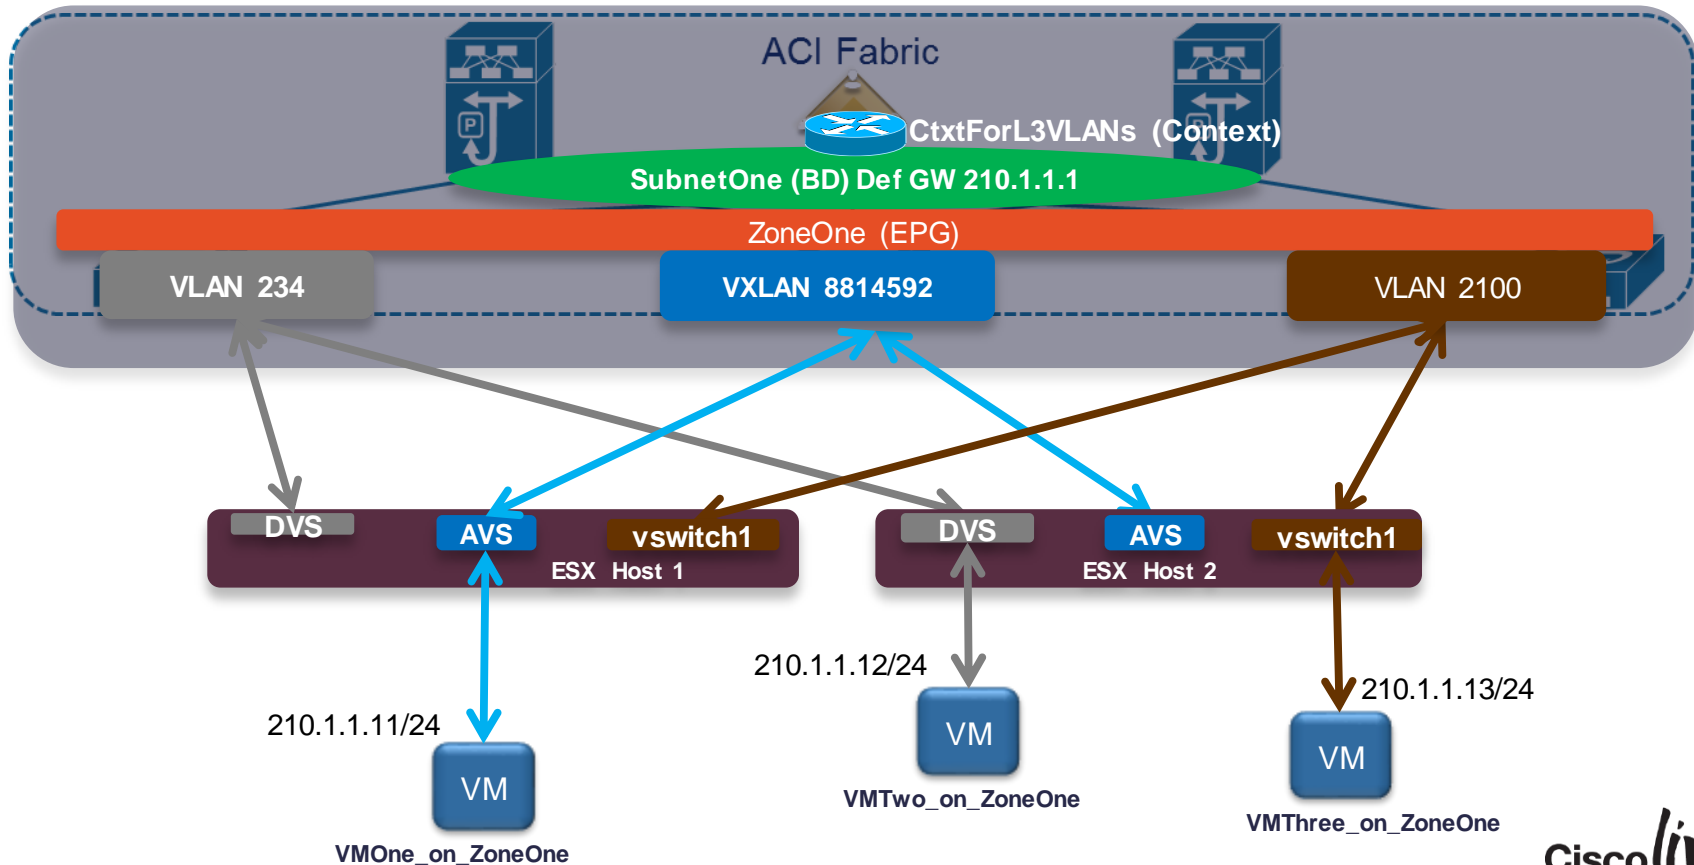 ACI Fabric
CtxtForL3VLANs (Context)
P
P
SubnetOne (BD) Def GW 210.1.1.1
ZoneOne (EPG)
VLAN 234
VXLAN 8814592
VLAN 2100
DVS
AVS
vswitch1
ESX Host 1
DVS
AVS
vswitch1
ESX Host 2
210.1.1.12/24
210.1.1.13/24
210.1.1.11/24
VM
VM
VM
VMTwo_on_ZoneOne
VMThree_on_ZoneOne
VMOne_on_ZoneOne
Cisco